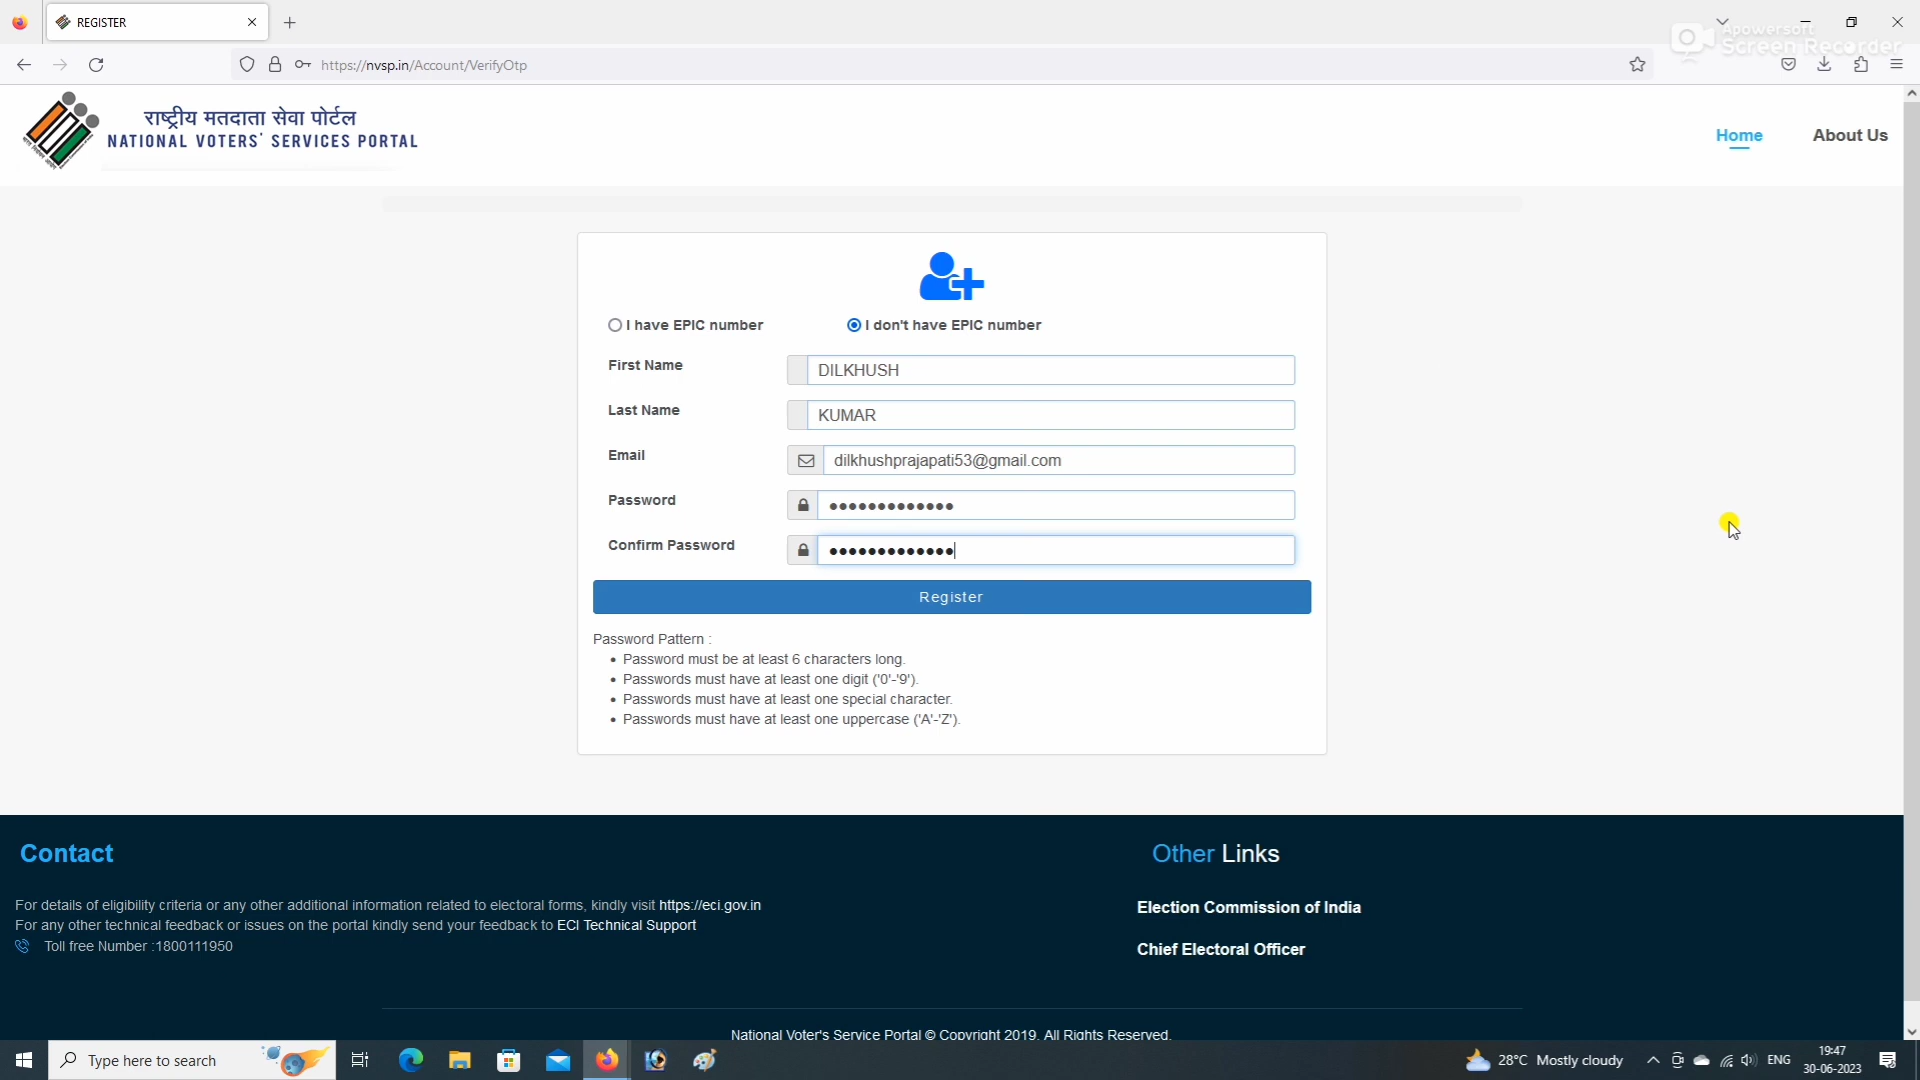 REGISTER
Apowersoft
Screen Recorder
https://nvsp.in/Account/VerifyOtp
राष्ट्रीय मतदाता सेवा पोर्टल
NATIONAL VOTERS' SERVICES PORTAL
Home
About Us
I have EPIC number
I don't have EPIC number
First Name
DILKHUSH
Last Name
KUMAR
Email
dilkhushprajapati53@gmail.com
Password
Confirm Password
Register
Password Pattern :
Password must be at least 6 characters long.
Passwords must have at least one digit ('0'-'9').
Passwords must have at least one special character.
Passwords must have at least one uppercase ('A'-'Z').
Contact
For details of eligibility criteria or any other additional information related to electoral forms, kindly visit https://eci.gov.in
For any other technical feedback or issues on the portal kindly send your feedback to ECI Technical Support
Toll free Number :1800111950
Other Links
Election Commission of India
Chief Electoral Officer
National Voter's Service Portal © Copyright 2019. All Rights Reserved.
Type here to search
28°C Mostly cloudy
ENG
19:47
30-06-2023